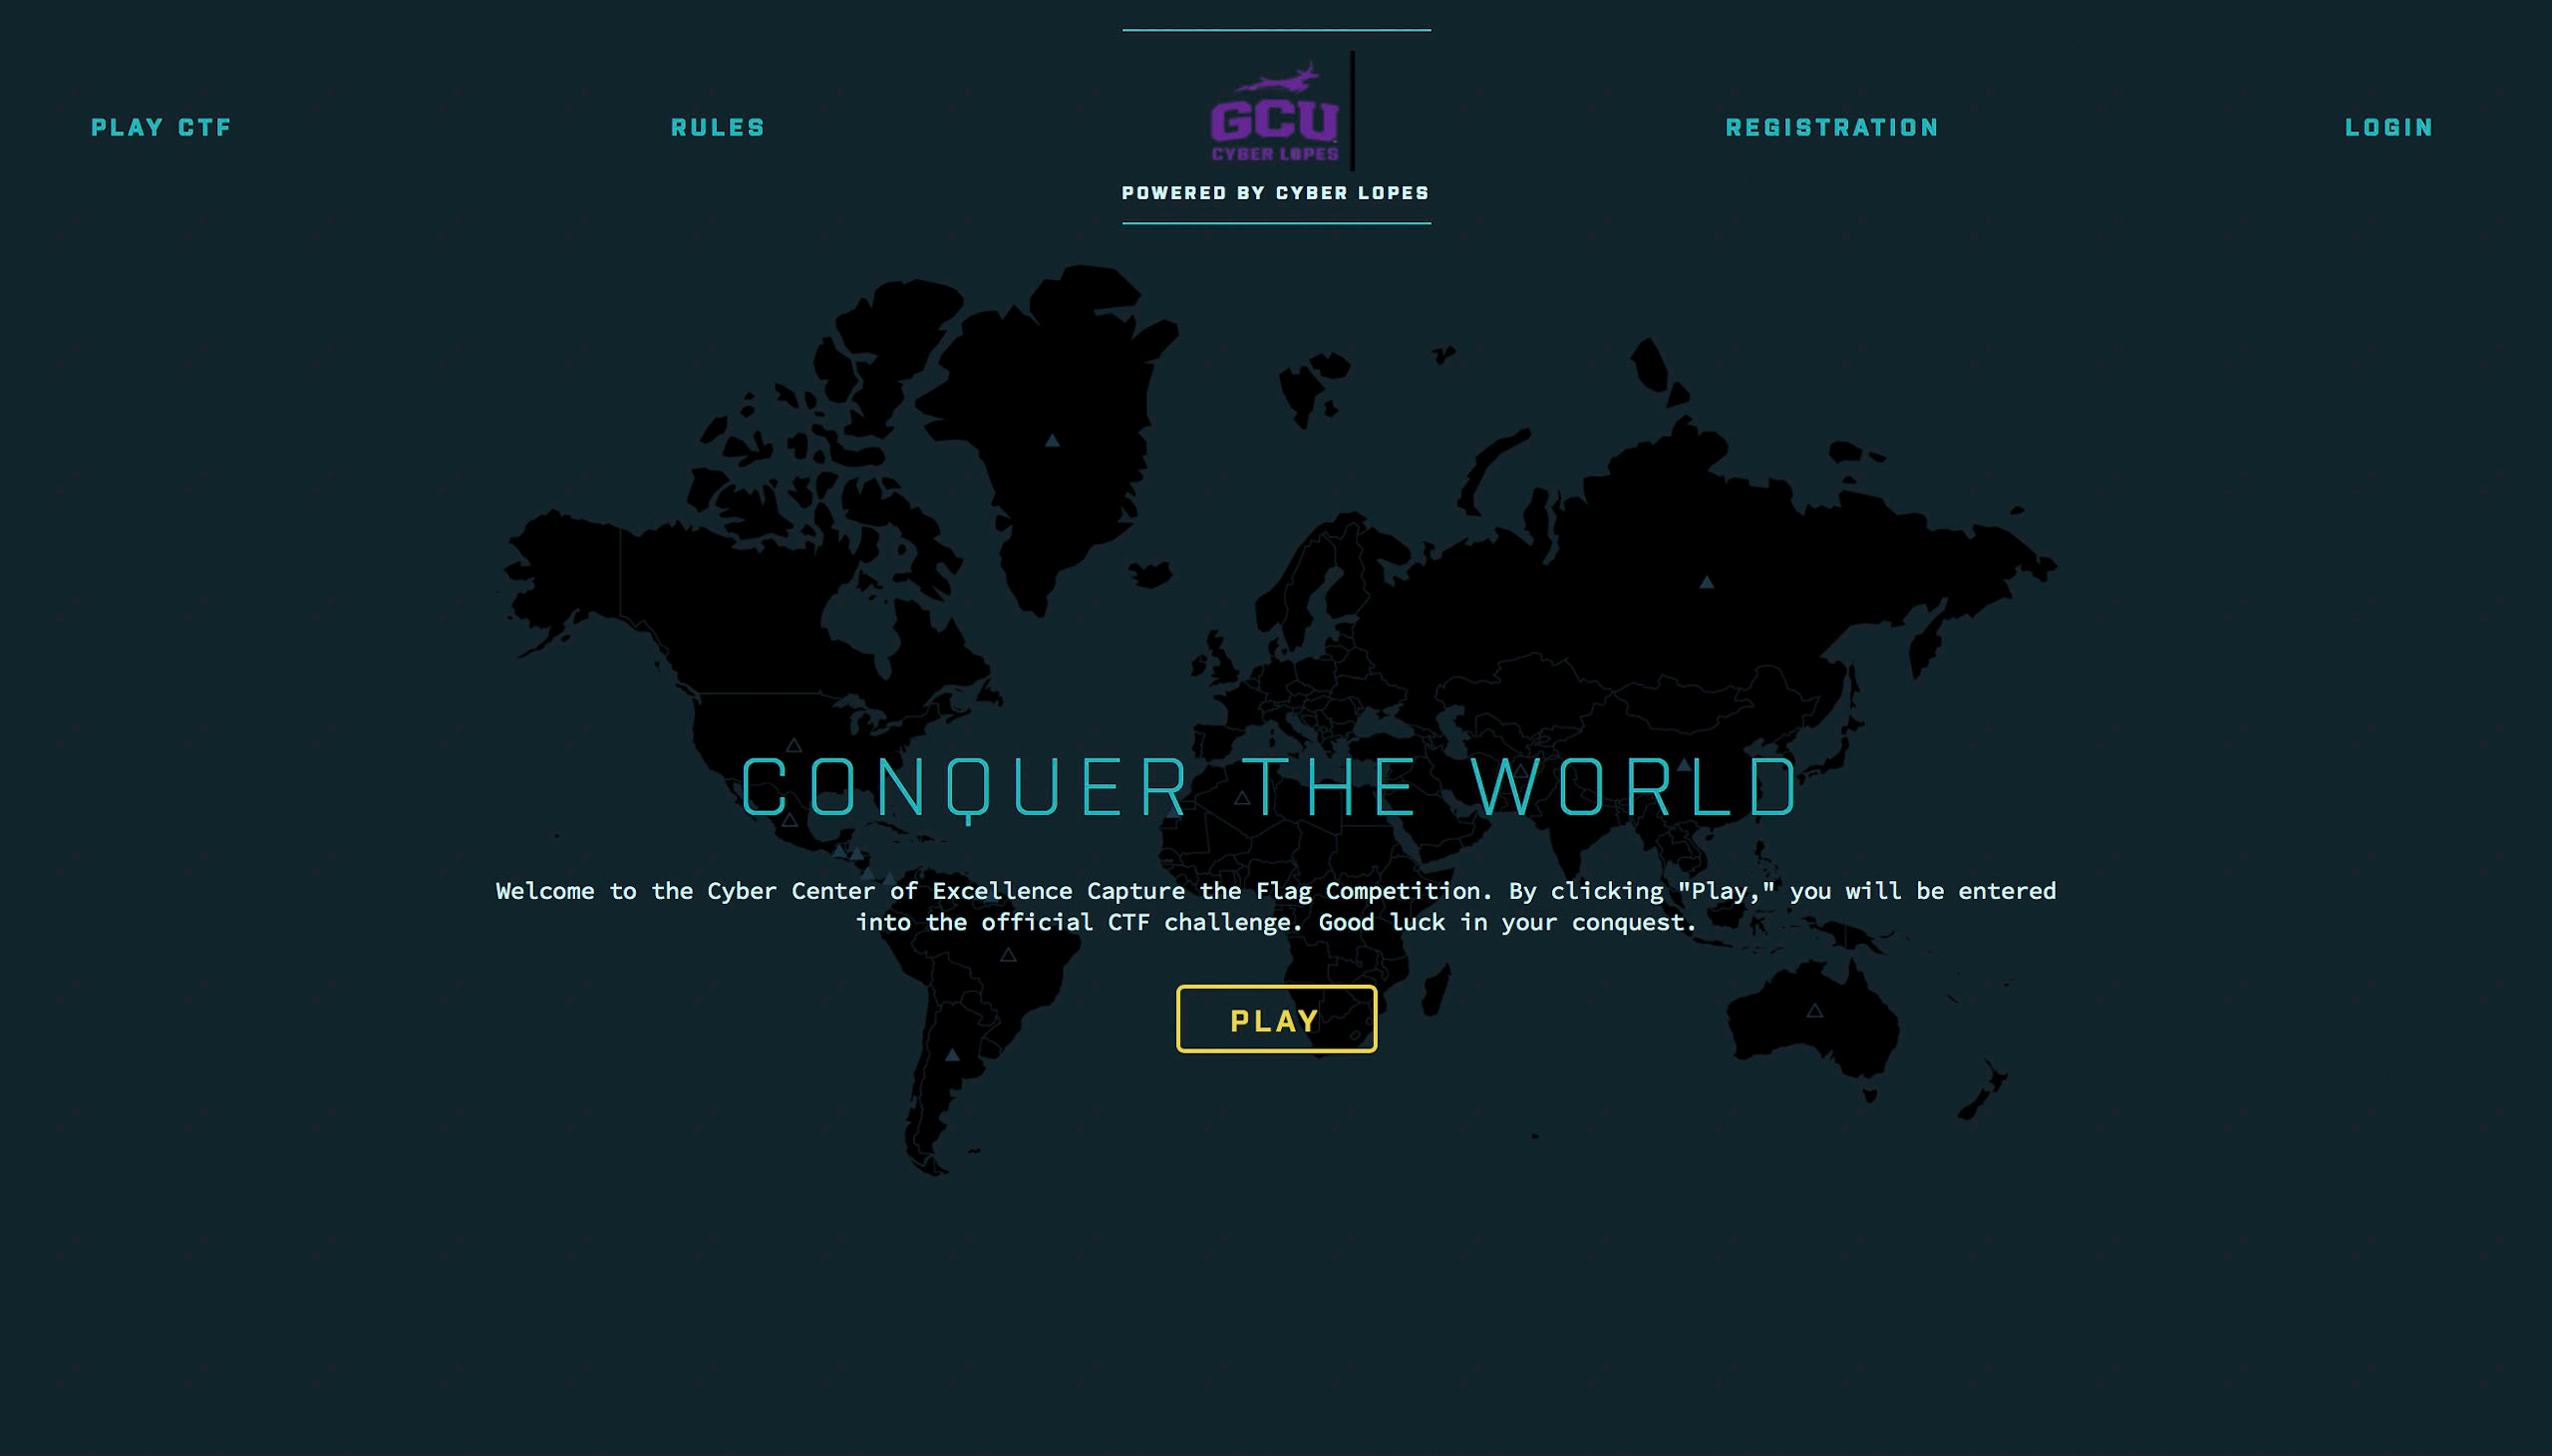 PLAY CTF
RULES
GCU
CYBER LOPES
POWERED BY CYBER LOPES
REGISTRATION
LOGIN
CONQUER THE WORLD
Welcome to the Cyber Center of Excellence Capture the Flag Competition. By clicking "Play," you will be entered
into the official CTF challenge. Good luck in your conquest.
PLAY